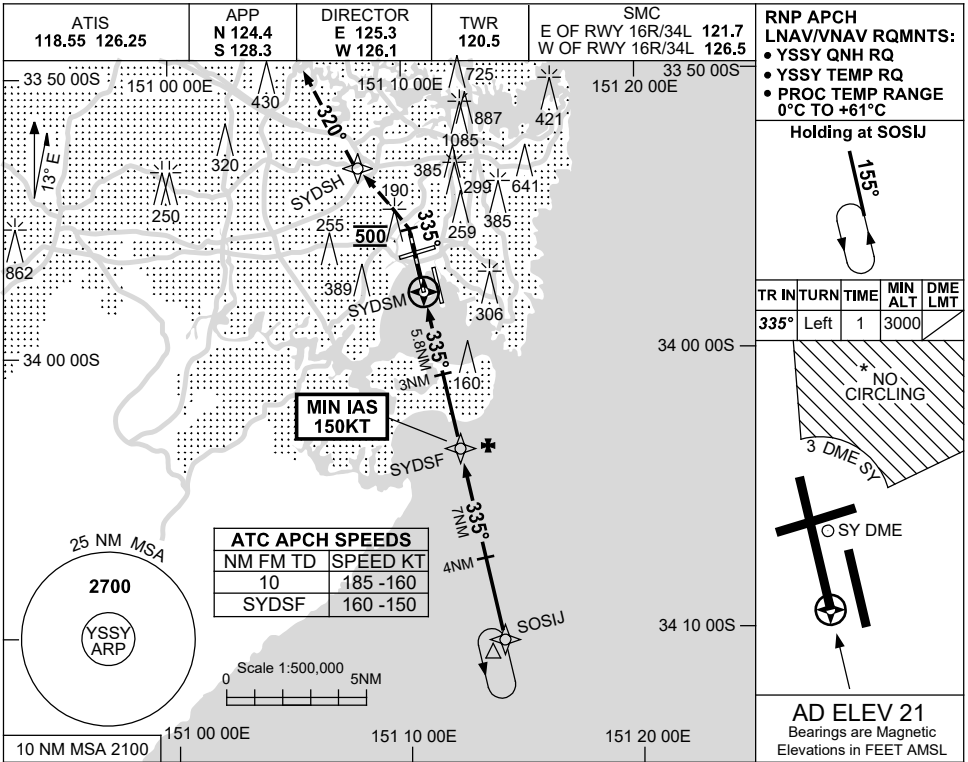 ATIS
118.55 126.25
APP
N 124.4
S 128.3
DIRECTOR
E 125.3
W 126.1
TWR
120.5
SMC
E OF RWY 16R/34L 121.7
W OF RWY 16R/34L 126.5
RNP APCH
LNAV/VNAV RQMNTS:
• YSSY QNH RQ
• YSSY TEMP RQ
• PROC TEMP RANGE
0°C TO +61°C
33 50 00S
151 00 00E
151 10 00E
151 20 00E
33 50 00S
13° E
430
320
250
862
320°
725
887
1085
421
385
299
641
385
259
306
SYDSH
190
255
500
335°
389
SYDSM
34 00 00S
34 00 00S
335°
5.8NM
3NM
160
MIN IAS
150KT
SYDSF
335°
7NM
4NM
SOSIJ
34 10 00S
ATC APCH SPEEDS
NM FM TD SPEED KT
10 185 -160
SYDSF 160 -150
25 NM MSA
2700
YSSY
ARP
Scale 1:500,000
0 5NM
10 NM MSA 2100
151 00 00E
151 10 00E
151 20 00E
Holding at SOSIJ
155°
TR IN TURN TIME MIN ALT DME LMT
335° Left 1 3000
* NO
CIRCLING
3 DME SY
SY DME
AD ELEV 21
Bearings are Magnetic
Elevations in FEET AMSL